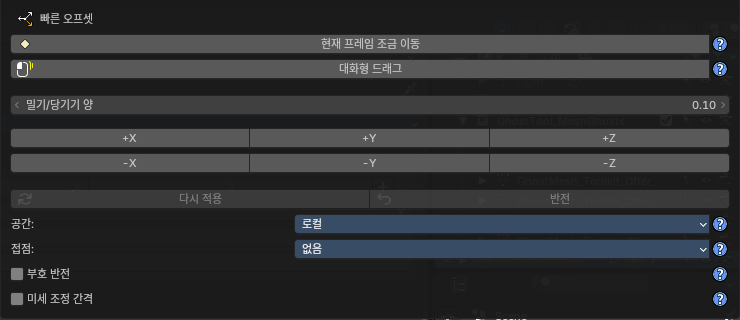 빠른 오프셋
현재 프레임 조금 이동
대화형 드래그
밀기/당기기 양 0.10
+X +Y +Z
-X -Y -Z
다시 적용 반전
공간: 로컬
접점: 없음
부호 반전
미세 조정 간격